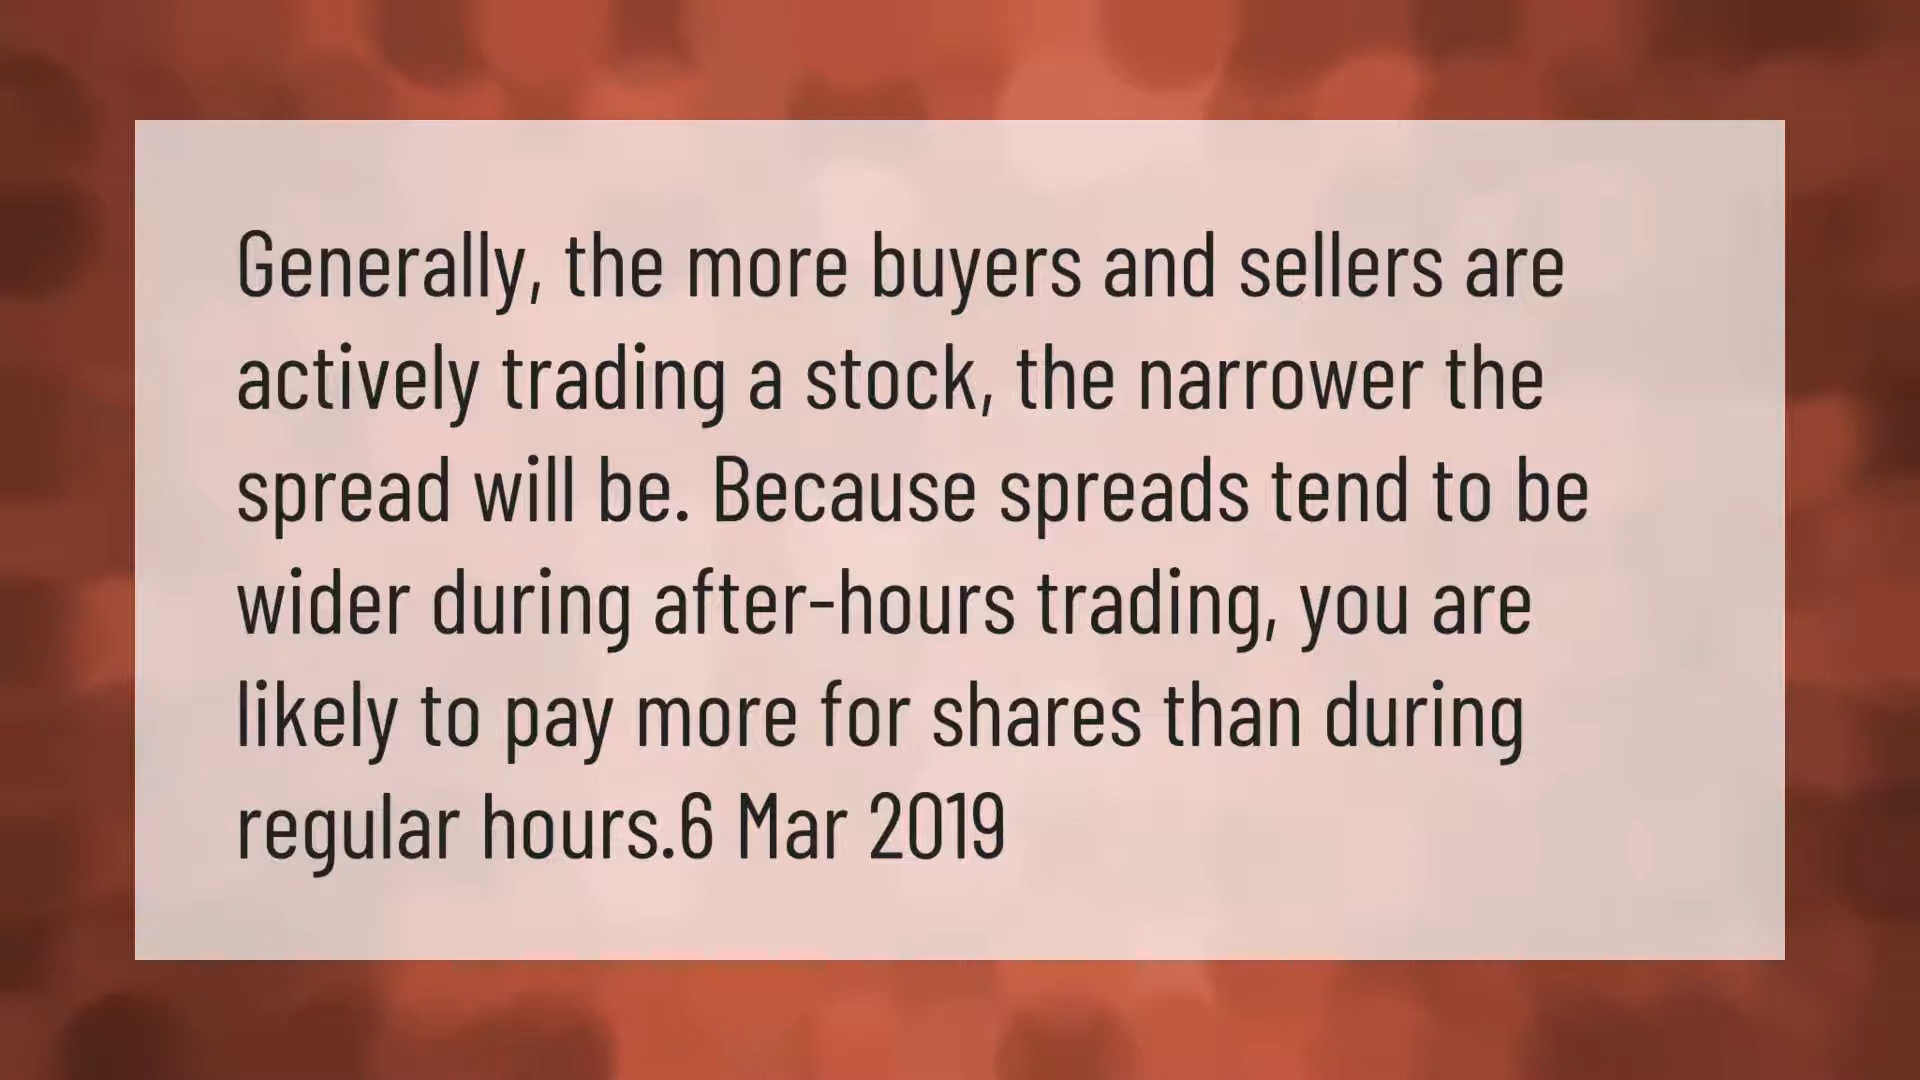 Generally, the more buyers and sellers are
actively trading a stock, the narrower the
spread will be. Because spreads tend to be
wider during after-hours trading, you are
likely to pay more for shares than during
regular hours.6 Mar 2019